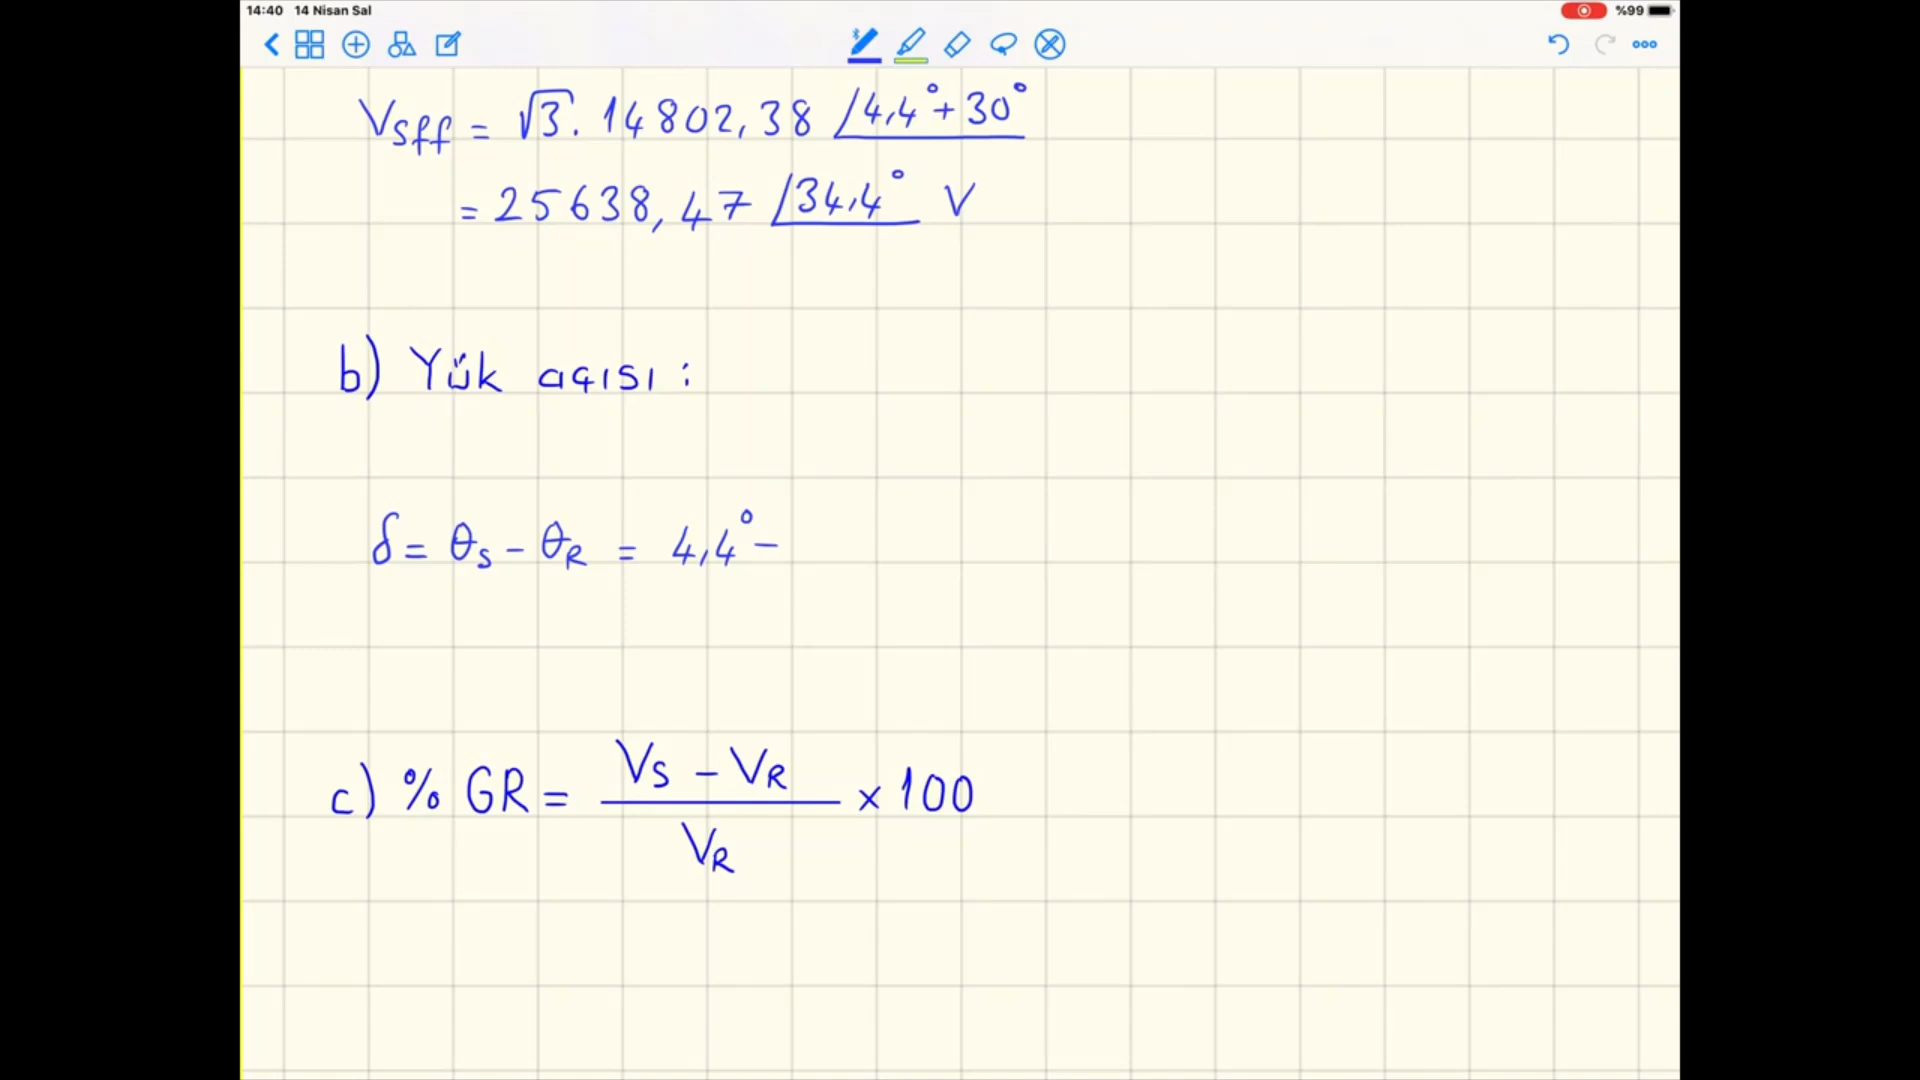 14:40 14 Nisan Sal %99
Vsff = √3. 14802,38 /4,4°+30°
= 25638,47 /34,4° V
b) Yük açısı :
δ = θs - θR = 4,4° -
c) % GR = Vs - VR / VR x 100